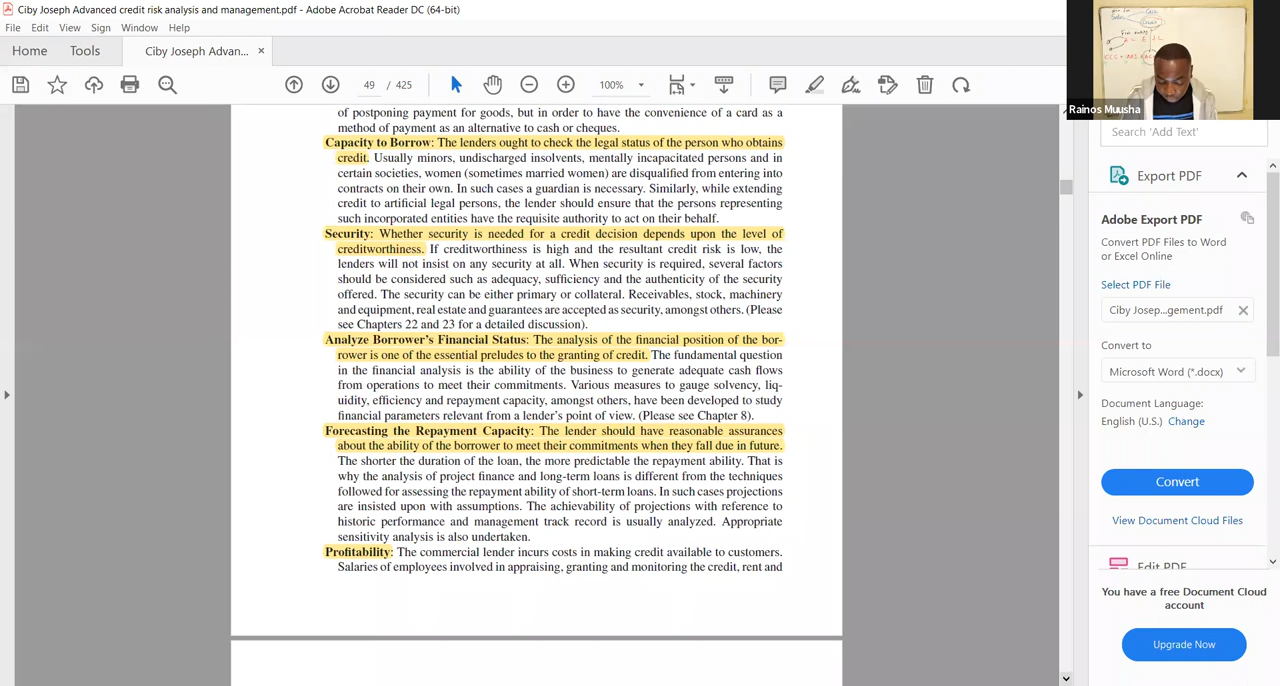 Ciby Joseph Advanced credit risk analysis and management.pdf - Adobe Acrobat Reader DC (64-bit)
File Edit View Sign Window Help
Home Tools Ciby Joseph Advan... ×
49 / 425 100%
Rainos Muusha
of postponing payment for goods, but in order to have the convenience of a card as a
method of payment as an alternative to cash or cheques.
Capacity to Borrow: The lenders ought to check the legal status of the person who obtains
credit. Usually minors, undischarged insolvents, mentally incapacitated persons and in
certain societies, women (sometimes married women) are disqualified from entering into
contracts on their own. In such cases a guardian is necessary. Similarly, while extending
credit to artificial legal persons, the lender should ensure that the persons representing
such incorporated entities have the requisite authority to act on their behalf.
Security: Whether security is needed for a credit decision depends upon the level of
creditworthiness. If creditworthiness is high and the resultant credit risk is low, the
lenders will not insist on any security at all. When security is required, several factors
should be considered such as adequacy, sufficiency and the authenticity of the security
offered. The security can be either primary or collateral. Receivables, stock, machinery
and equipment, real estate and guarantees are accepted as security, amongst others. (Please
see Chapters 22 and 23 for a detailed discussion).
Analyze Borrower's Financial Status: The analysis of the financial position of the bor-
rower is one of the essential preludes to the granting of credit. The fundamental question
in the financial analysis is the ability of the business to generate adequate cash flows
from operations to meet their commitments. Various measures to gauge solvency, liq-
uidity, efficiency and repayment capacity, amongst others, have been developed to study
financial parameters relevant from a lender's point of view. (Please see Chapter 8).
Forecasting the Repayment Capacity: The lender should have reasonable assurances
about the ability of the borrower to meet their commitments when they fall due in future.
The shorter the duration of the loan, the more predictable the repayment ability. That is
why the analysis of project finance and long-term loans is different from the techniques
followed for assessing the repayment ability of short-term loans. In such cases projections
are insisted upon with assumptions. The achievability of projections with reference to
historic performance and management track record is usually analyzed. Appropriate
sensitivity analysis is also undertaken.
Profitability: The commercial lender incurs costs in making credit available to customers.
Salaries of employees involved in appraising, granting and monitoring the credit, rent and
Search 'Add Text'
Export PDF
Adobe Export PDF
Convert PDF Files to Word
or Excel Online
Select PDF File
Ciby Josep...gement.pdf
Convert to
Microsoft Word (*.docx)
Document Language:
English (U.S.) Change
Convert
View Document Cloud Files
Edit PDF
You have a free Document Cloud
account
Upgrade Now